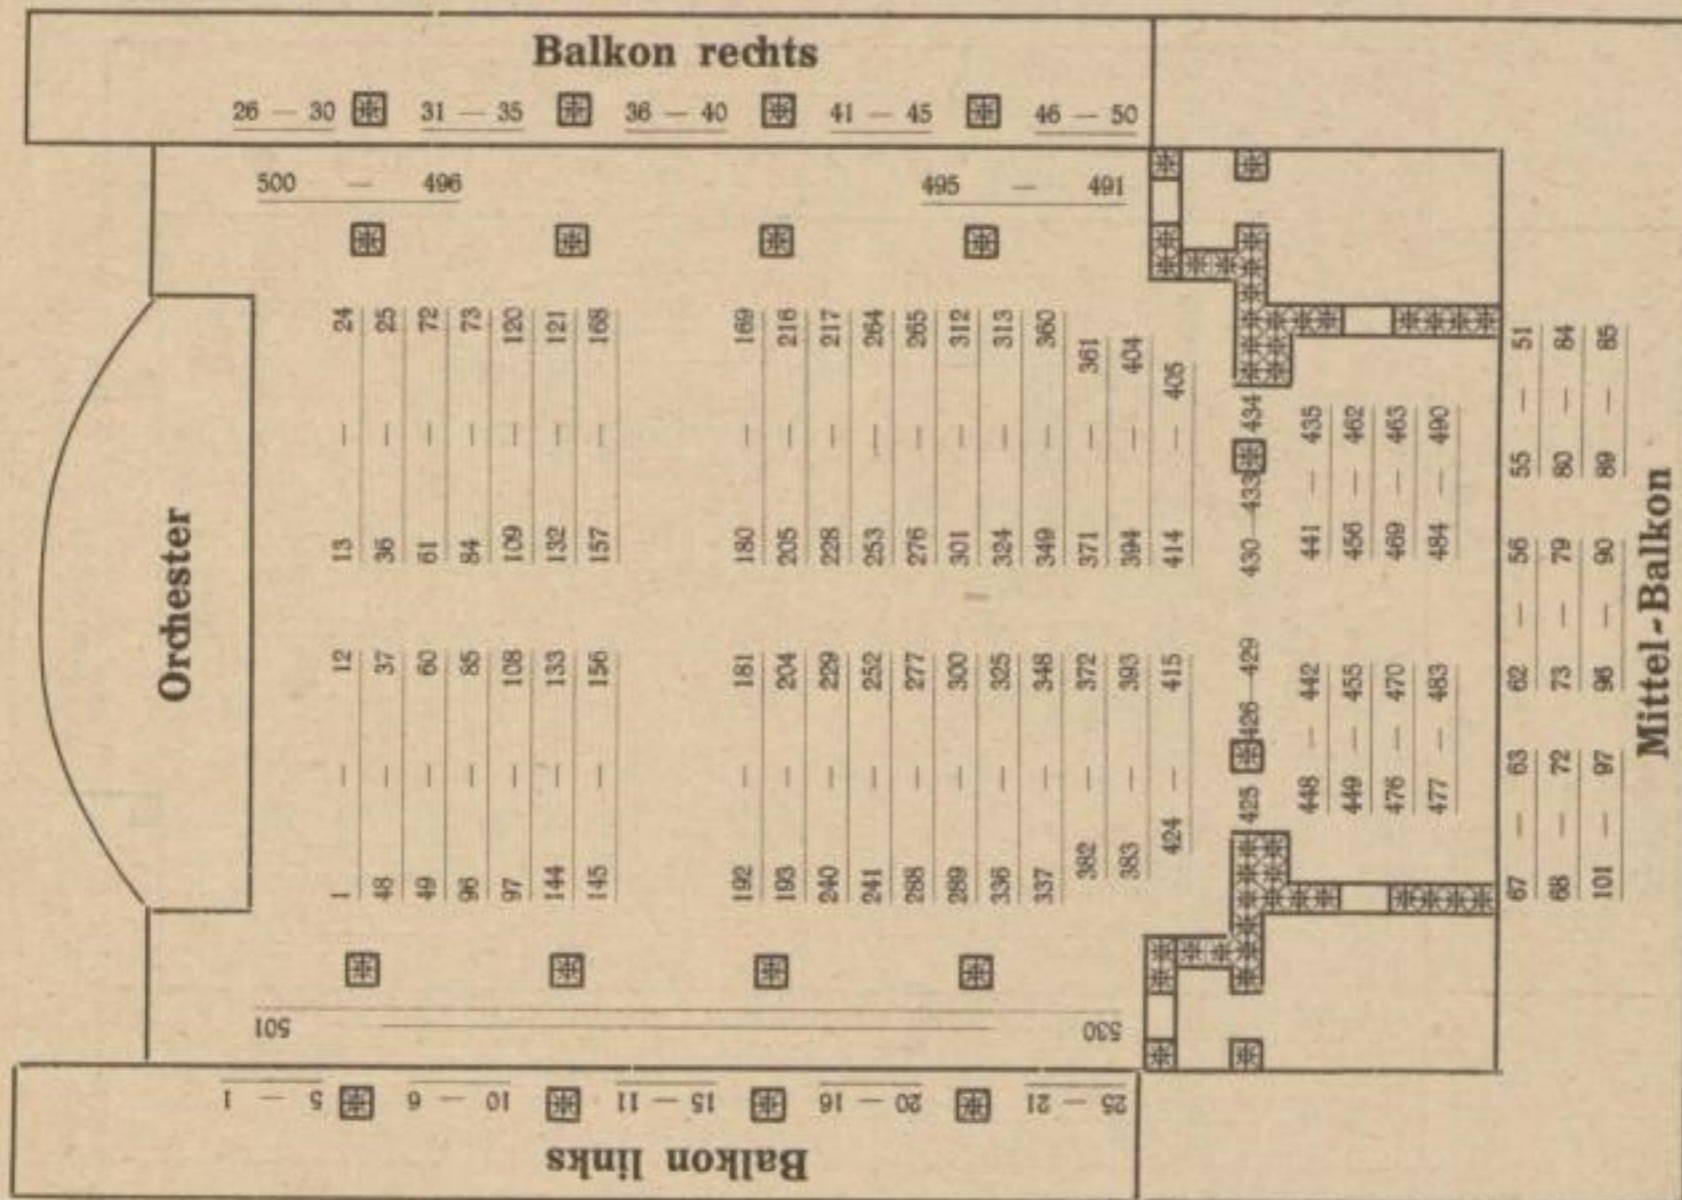 Balkon rechts
26 — 30 31 — 35 36 — 40 41 — 45 46 — 50
500 — 496 495 — 491
Orchester
1 — 12 13 — 24
48 — 37 36 — 25
49 — 60 61 — 72
96 — 85 84 — 73
97 — 108 109 — 120
144 — 133 132 — 121
145 — 156 157 — 168
192 — 181 180 — 169
193 — 204 205 — 216
240 — 229 228 — 217
241 — 252 253 — 264
288 — 277 276 — 265
289 — 300 301 — 312
336 — 325 324 — 313
337 — 348 349 — 360
382 — 372 371 — 361
383 — 393 394 — 404
424 — 415 414 — 405
425 426 — 429 430 — 433 434
448 — 442 441 — 435
449 — 455 456 — 462
476 — 470 469 — 463
477 — 483 484 — 490
67 — 63 62 — 56 55 — 51
68 — 72 73 — 79 80 — 84
101 — 97 96 — 90 89 — 85
Mittel-Balkon
530 501
25 — 21 20 — 16 15 — 11 10 — 6 5 — 1
Balkon links